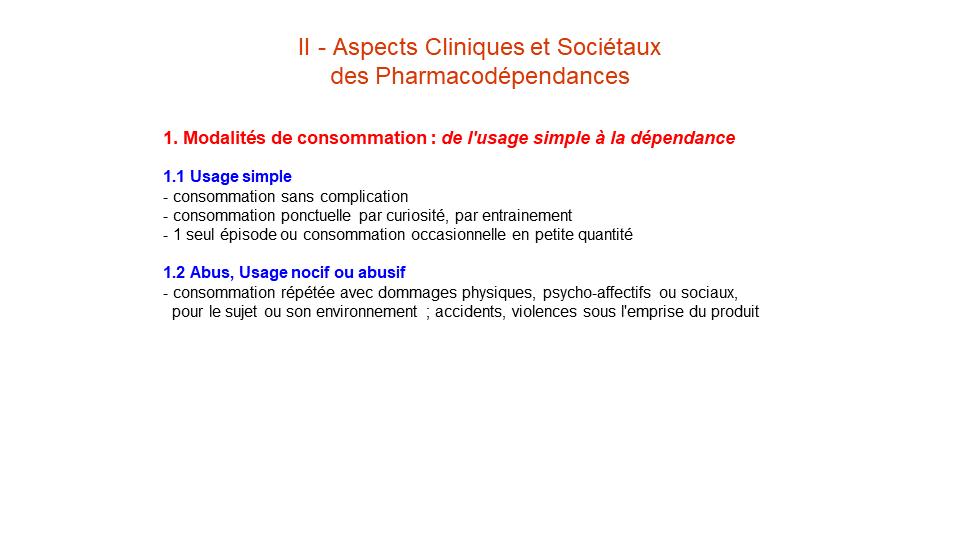 II - Aspects Cliniques et Sociétaux
des Pharmacodépendances
1. Modalités de consommation : de l'usage simple à la dépendance
1.1 Usage simple
- consommation sans complication
- consommation ponctuelle par curiosité, par entrainement
- 1 seul épisode ou consommation occasionnelle en petite quantité
1.2 Abus, Usage nocif ou abusif
- consommation répétée avec dommages physiques, psycho-affectifs ou sociaux,
pour le sujet ou son environnement ; accidents, violences sous l'emprise du produit